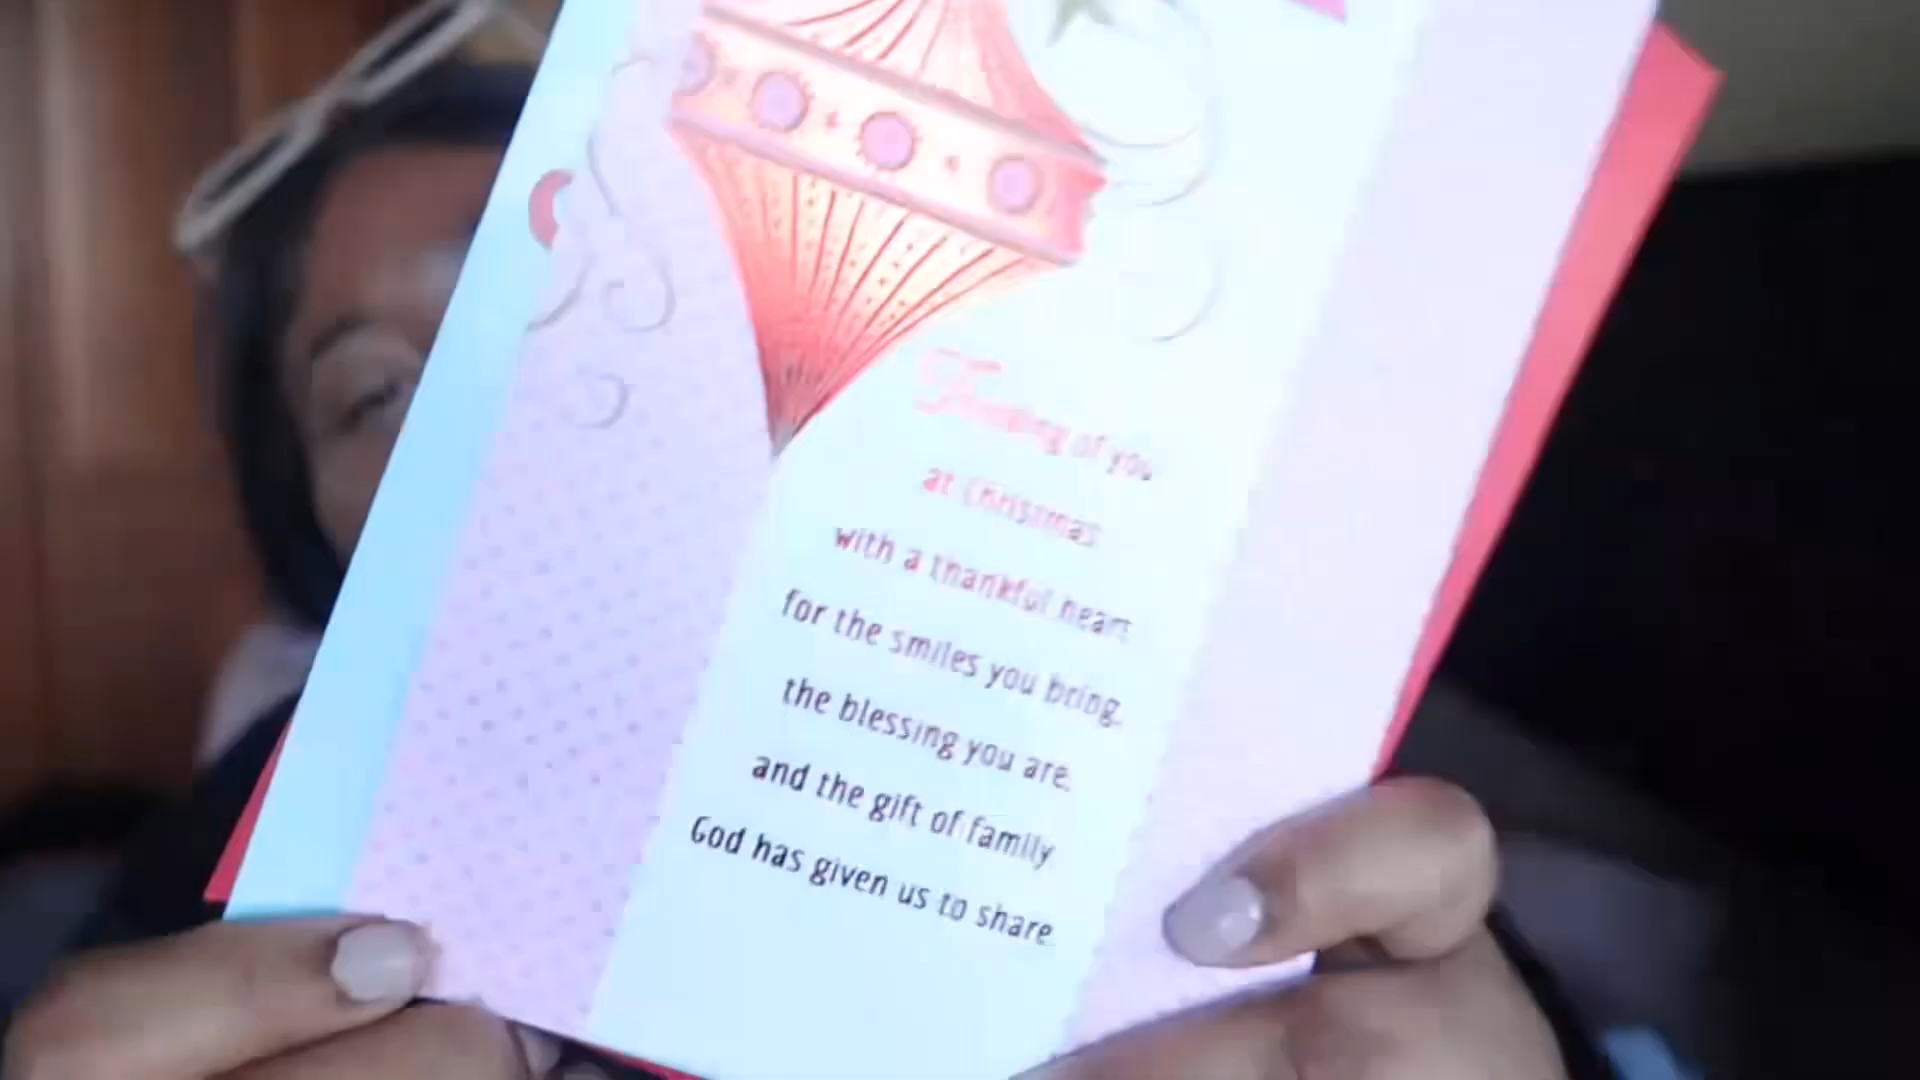 Thinking of you
at Christmas
with a thankful heart
for the smiles you bring,
the blessing you are,
and the gift of family
God has given us to share.